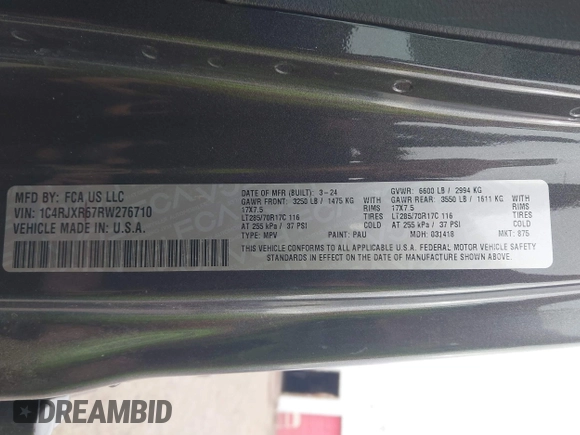 MFD BY: FCA US LLC
VIN: 1C4RJXR67RW276710
VEHICLE MADE IN: U.S.A.
DATE OF MFR (BUILT): 3-24 GVWR: 6600 LB / 2994 KG
GAWR FRONT: 3250 LB / 1475 KG WITH GAWR REAR: 3550 LB / 1611 KG WITH
17X7.5 RIMS 17X7.5 RIMS
LT285/70R17C 116 LT285/70R17C 116
AT 255 kPa / 37 PSI AT 255 kPa / 37 PSI
TYPE: MPV PAINT: PAU MDH: 031418 MKT: 875
THIS VEHICLE CONFORMS TO ALL APPLICABLE U.S.A. FEDERAL MOTOR VEHICLE SAFETY
STANDARDS IN EFFECT ON THE DATE OF MANUFACTURE SHOWN ABOVE.
DREAMBID